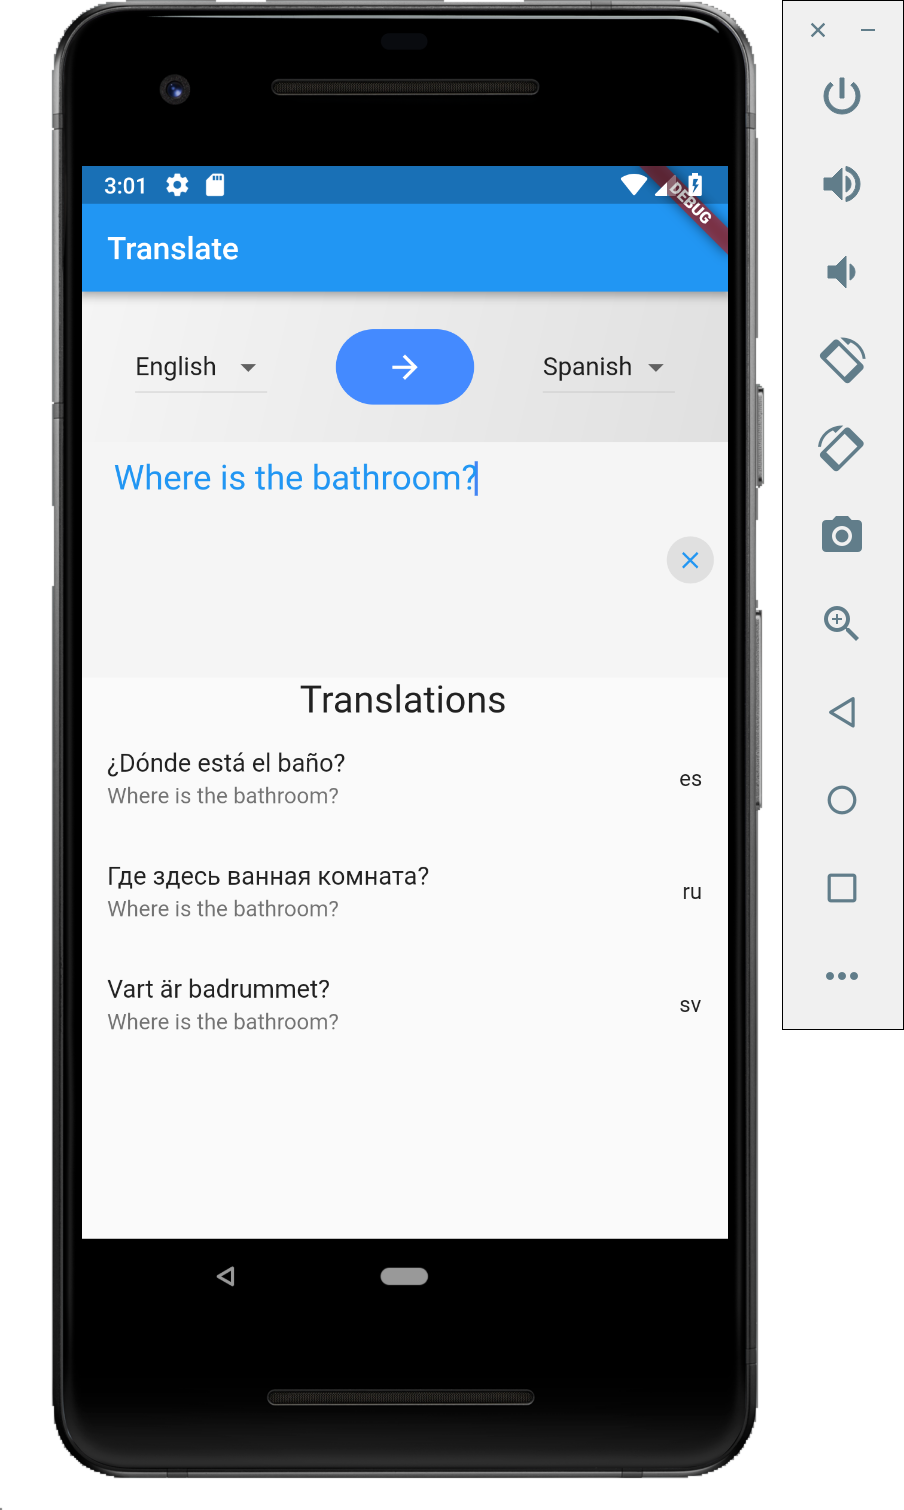 3:01
DEBUG
Translate
English
Spanish
Where is the bathroom?
Translations
¿Dónde está el baño?
Where is the bathroom?
es
Где здесь ванная комната?
Where is the bathroom?
ru
Vart är badrummet?
Where is the bathroom?
sv